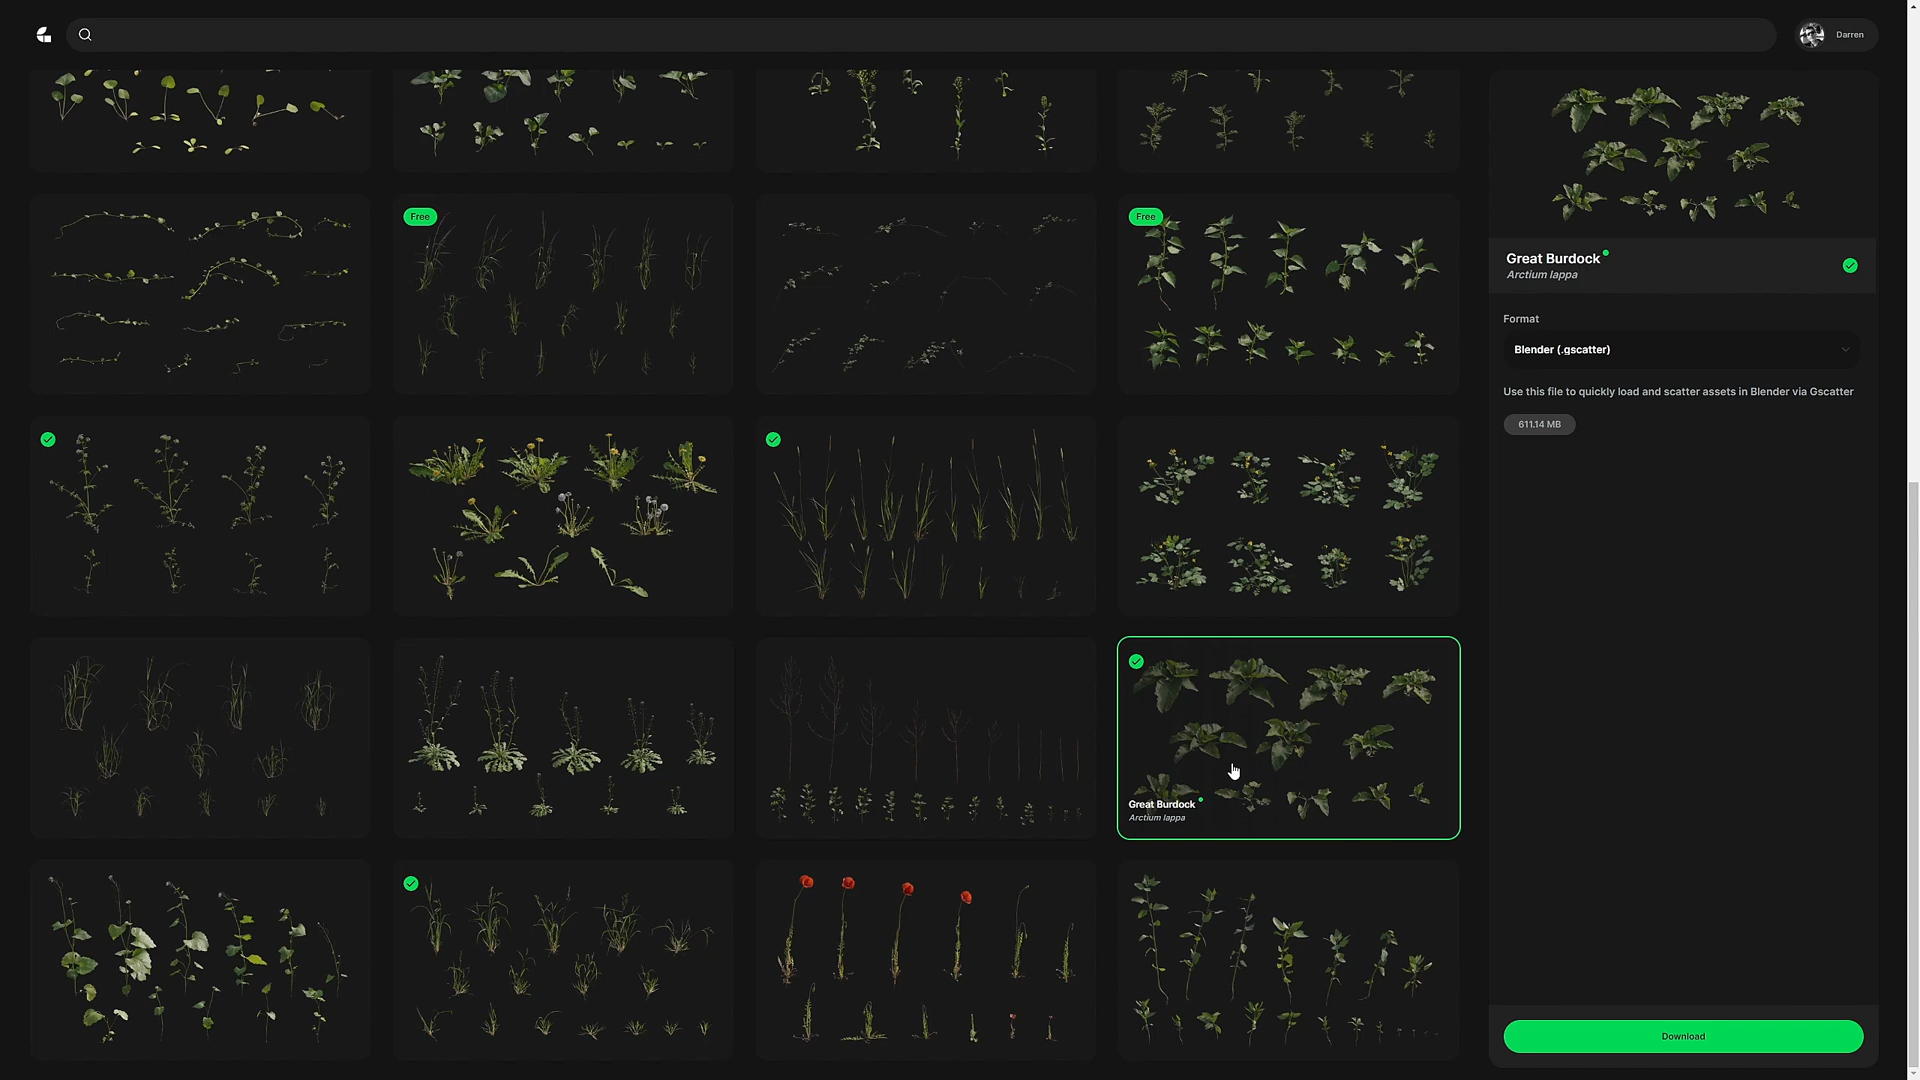 Darren
Free
Free
Great Burdock
Arctium lappa
Format
Blender (.gscatter)
Use this file to quickly load and scatter assets in Blender via Gscatter
611.14 MB
Great Burdock
Arctium lappa
Download